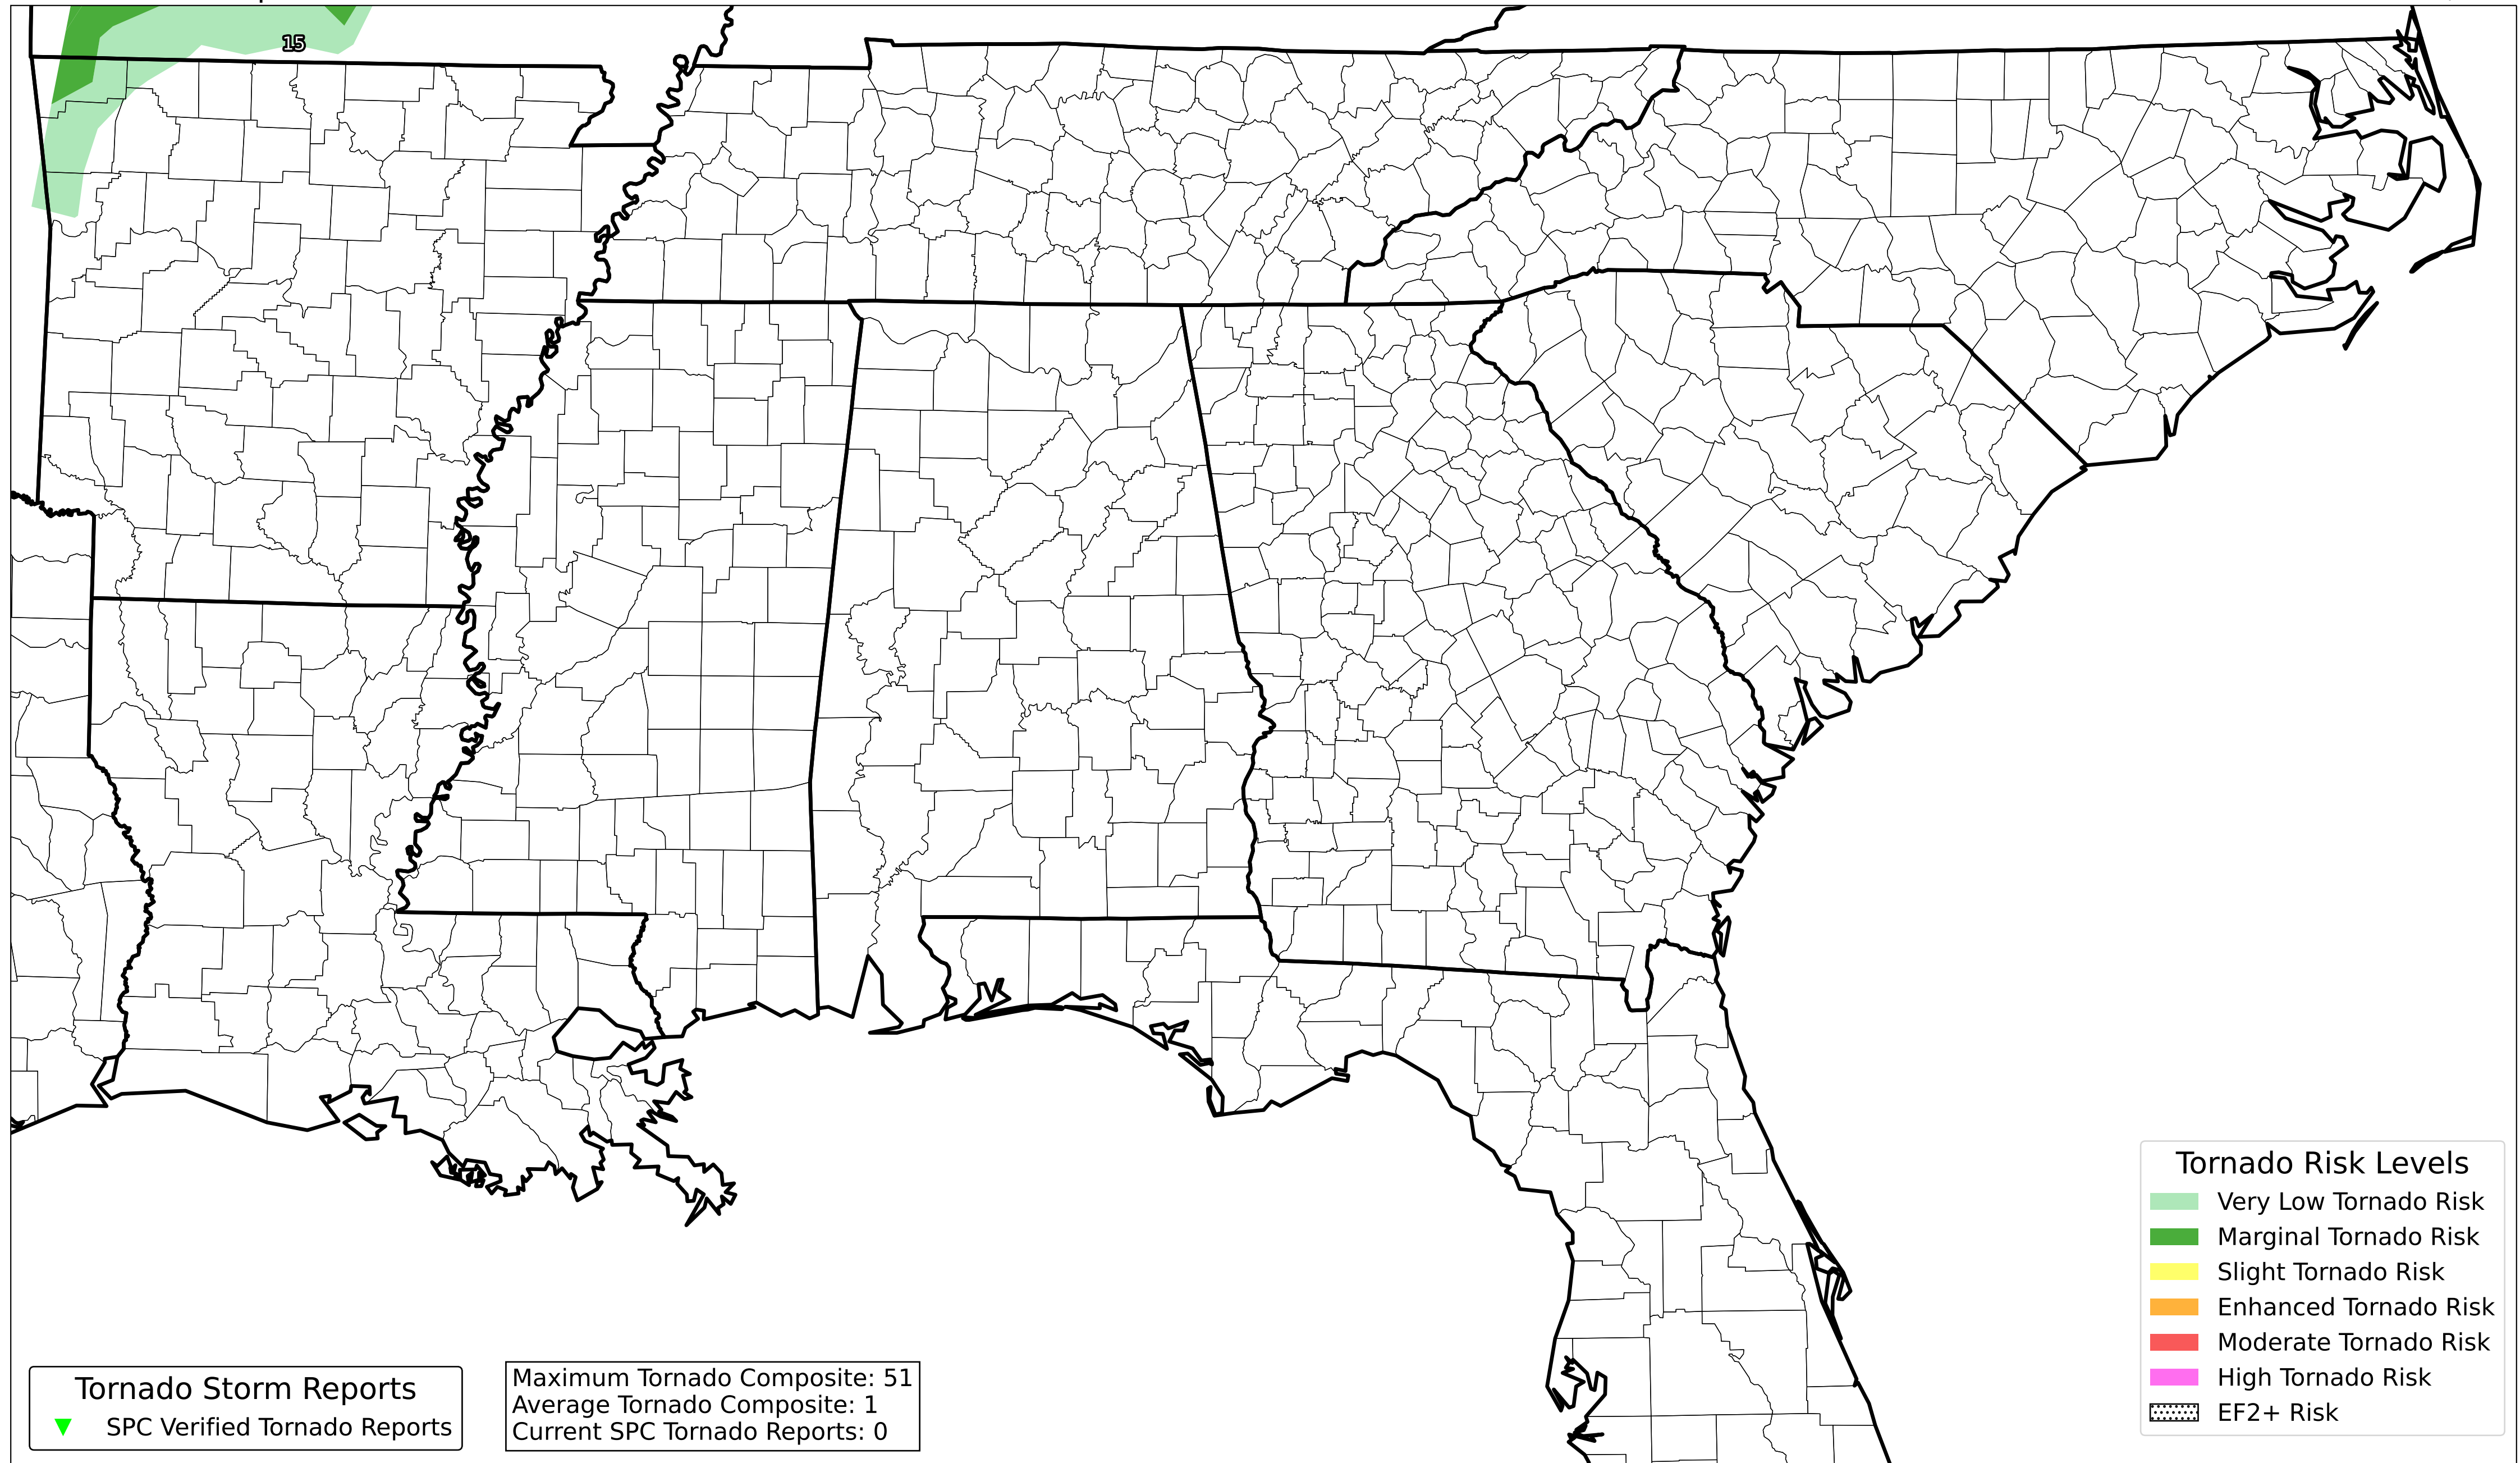 15
Tornado Storm Reports
SPC Verified Tornado Reports
Maximum Tornado Composite: 51
Average Tornado Composite: 1
Current SPC Tornado Reports: 0
Tornado Risk Levels
Very Low Tornado Risk
Marginal Tornado Risk
Slight Tornado Risk
Enhanced Tornado Risk
Moderate Tornado Risk
High Tornado Risk
EF2+ Risk